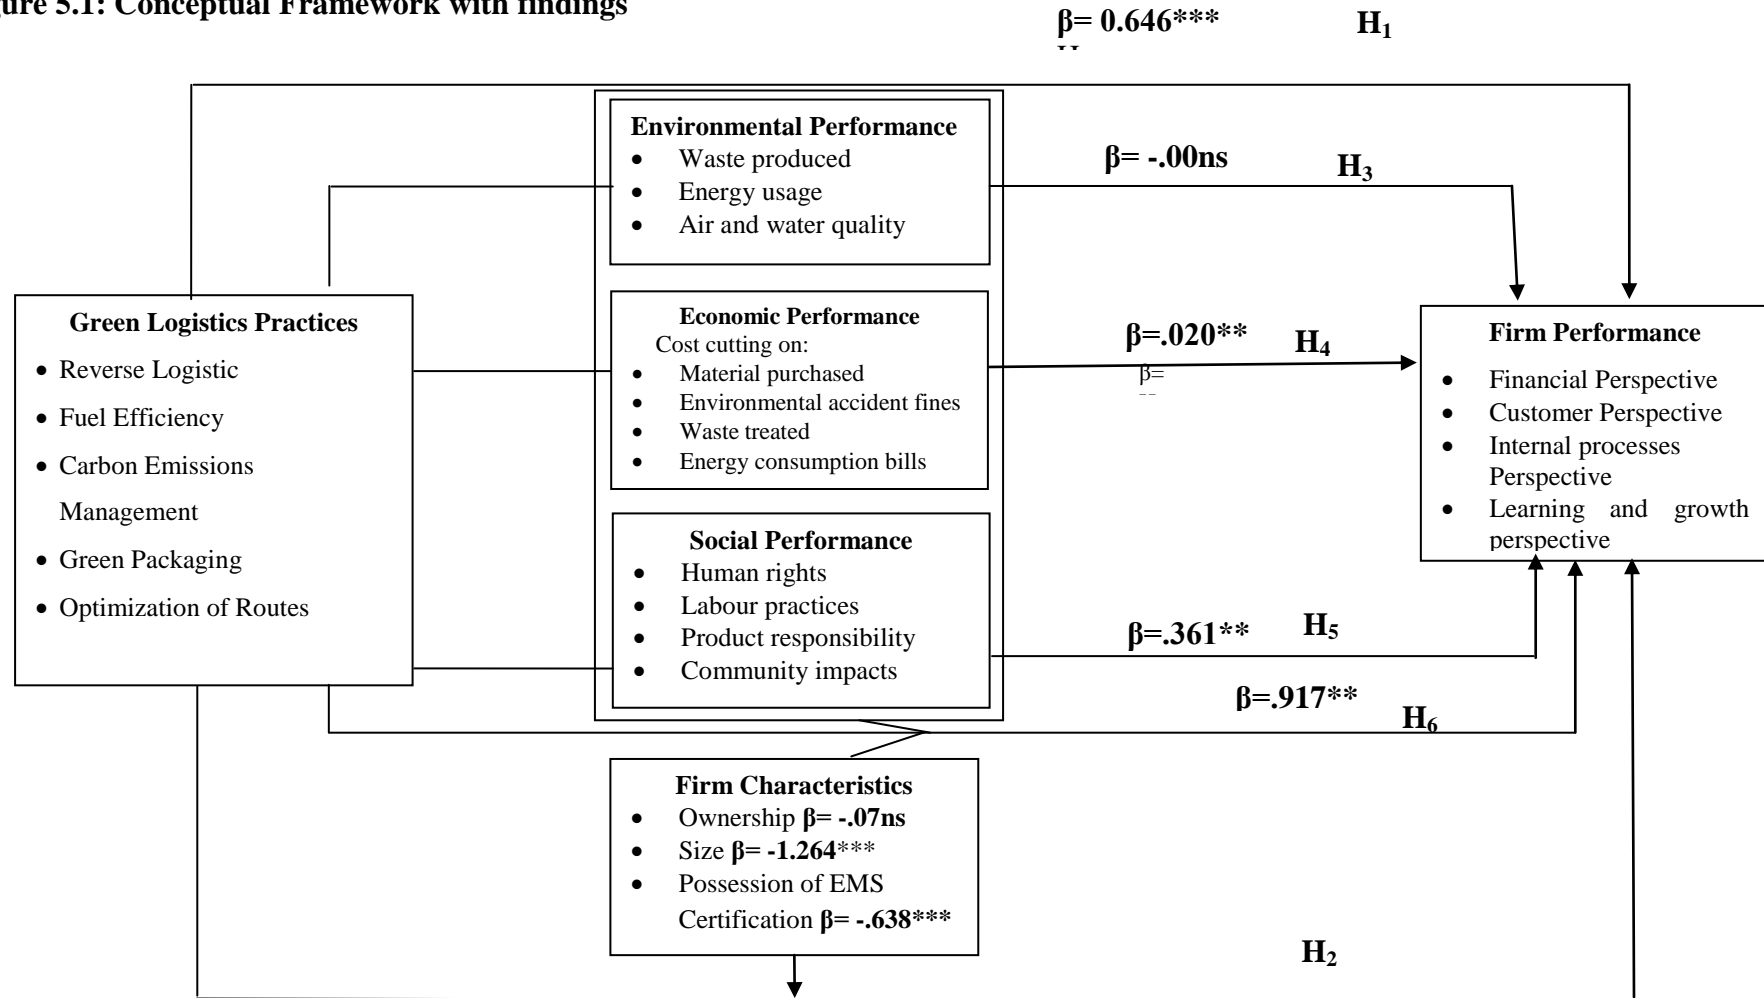 gure 5.1: Conceptual Framework with findings
β= 0.646*** H1
Environmental Performance
• Waste produced
• Energy usage
• Air and water quality
β= -.00ns H3
Green Logistics Practices
• Reverse Logistic
• Fuel Efficiency
• Carbon Emissions
Management
• Green Packaging
• Optimization of Routes
Economic Performance
Cost cutting on:
• Material purchased
• Environmental accident fines
• Waste treated
• Energy consumption bills
β=.020** H4
β=
Firm Performance
• Financial Perspective
• Customer Perspective
• Internal processes
Perspective
• Learning and growth
perspective
Social Performance
• Human rights
• Labour practices
• Product responsibility
• Community impacts
β=.361** H5
β=.917**
H6
Firm Characteristics
• Ownership β= -.07ns
• Size β= -1.264***
• Possession of EMS
Certification β= -.638***
H2